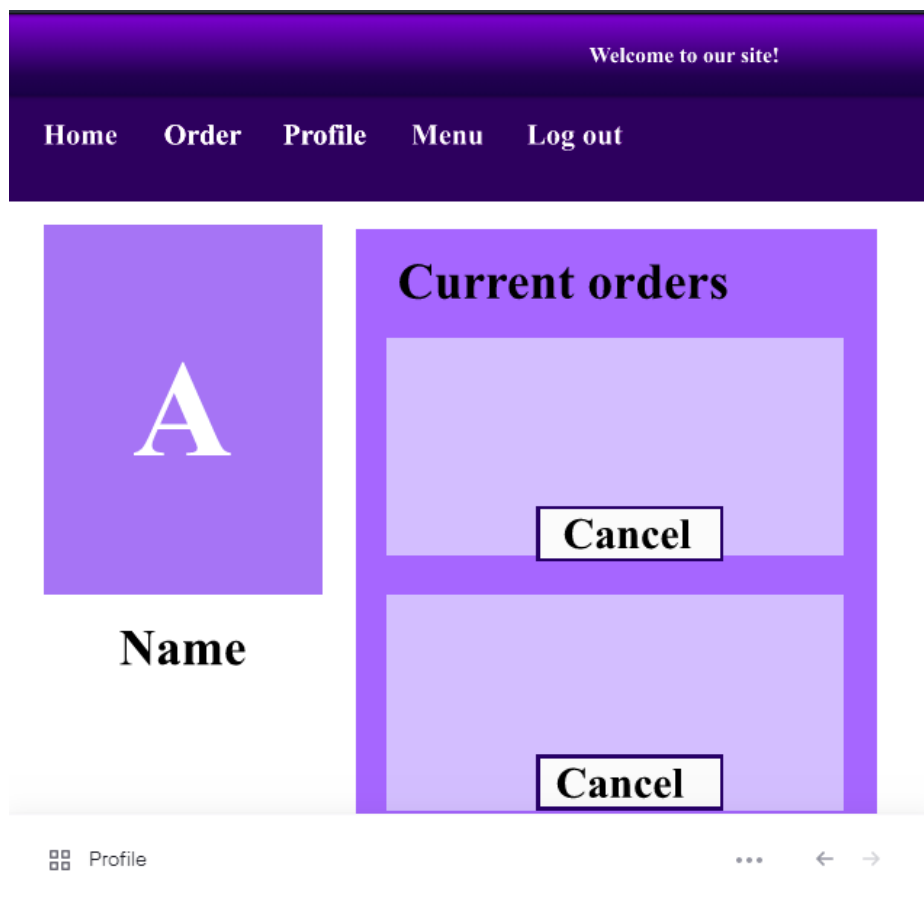 Welcome to our site!
Home Order Profile Menu Log out
A
Name
Current orders
Cancel
Cancel
Profile